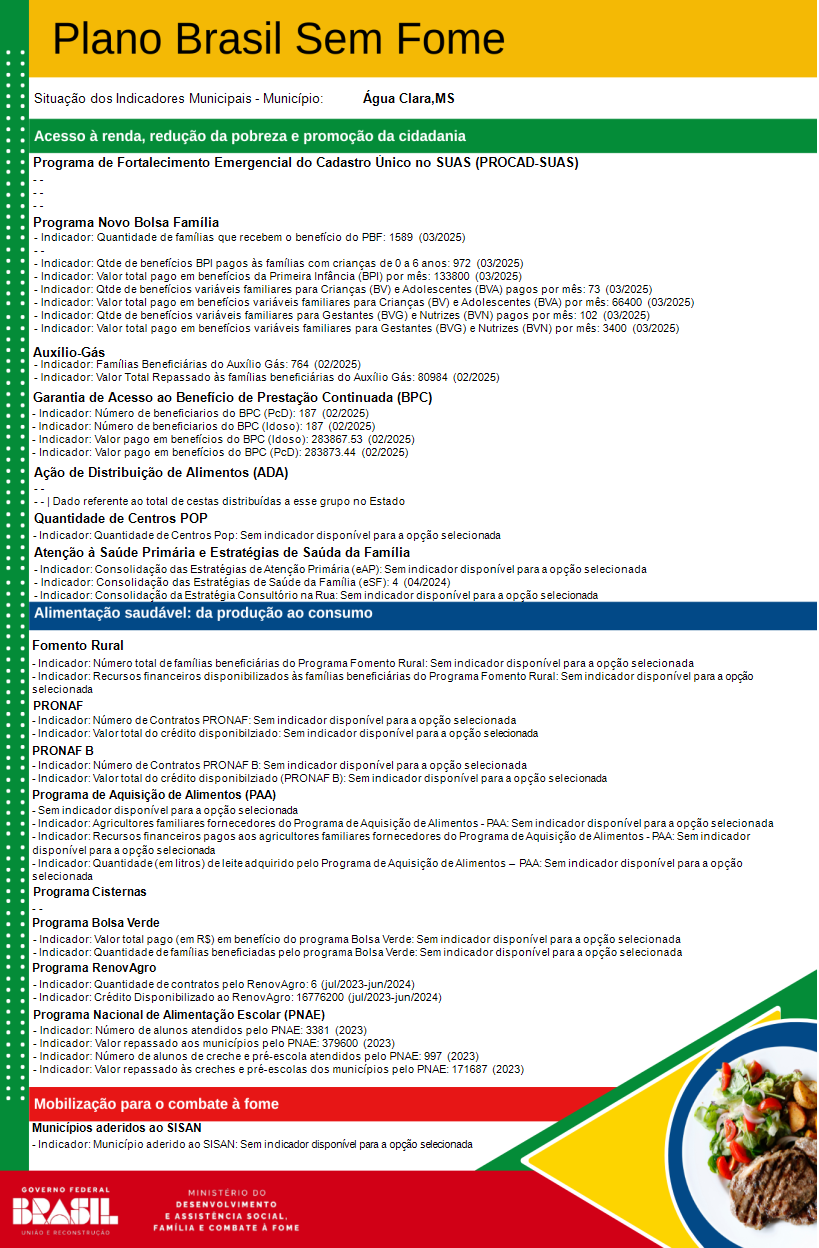 Plano Brasil Sem Fome
Situação dos Indicadores Municipais - Município: Água Clara,MS
Acesso à renda, redução da pobreza e promoção da cidadania
Programa de Fortalecimento Emergencial do Cadastro Único no SUAS (PROCAD-SUAS)
- -
- -
- -
Programa Novo Bolsa Família
- Indicador: Quantidade de famílias que recebem o benefício do PBF: 1589 (03/2025)
- -
- Indicador: Qtde de benefícios BPI pagos às famílias com crianças de 0 a 6 anos: 972 (03/2025)
- Indicador: Valor total pago em benefícios da Primeira Infância (BPI) por mês: 133800 (03/2025)
- Indicador: Qtde de benefícios variáveis familiares para Crianças (BV) e Adolescentes (BVA) pagos por mês: 73 (03/2025)
- Indicador: Valor total pago em benefícios variáveis familiares para Crianças (BV) e Adolescentes (BVA) por mês: 66400 (03/2025)
- Indicador: Qtde de benefícios variáveis familiares para Gestantes (BVG) e Nutrizes (BVN) pagos por mês: 102 (03/2025)
- Indicador: Valor total pago em benefícios variáveis familiares para Gestantes (BVG) e Nutrizes (BVN) por mês: 3400 (03/2025)
Auxílio-Gás
- Indicador: Famílias Beneficiárias do Auxílio Gás: 764 (02/2025)
- Indicador: Valor Total Repassado às famílias beneficiárias do Auxílio Gás: 80984 (02/2025)
Garantia de Acesso ao Benefício de Prestação Continuada (BPC)
- Indicador: Número de beneficiarios do BPC (PcD): 187 (02/2025)
- Indicador: Número de beneficiarios do BPC (Idoso): 187 (02/2025)
- Indicador: Valor pago em benefícios do BPC (Idoso): 283867.53 (02/2025)
- Indicador: Valor pago em benefícios do BPC (PcD): 283873.44 (02/2025)
Ação de Distribuição de Alimentos (ADA)
- -
- - | Dado referente ao total de cestas distribuídas a esse grupo no Estado
Quantidade de Centros POP
- Indicador: Quantidade de Centros Pop: Sem indicador disponível para a opção selecionada
Atenção à Saúde Primária e Estratégias de Saúda da Família
- Indicador: Consolidação das Estratégias de Atenção Primária (eAP): Sem indicador disponível para a opção selecionada
- Indicador: Consolidação das Estratégias de Saúde da Família (eSF): 4 (04/2024)
- Indicador: Consolidação da Estratégia Consultório na Rua: Sem indicador disponível para a opção selecionada
Alimentação saudável: da produção ao consumo
Fomento Rural
- Indicador: Número total de famílias beneficiárias do Programa Fomento Rural: Sem indicador disponível para a opção selecionada
- Indicador: Recursos financeiros disponibilizados às famílias beneficiárias do Programa Fomento Rural: Sem indicador disponível para a opção
selecionada
PRONAF
- Indicador: Número de Contratos PRONAF: Sem indicador disponível para a opção selecionada
- Indicador: Valor total do crédito disponibilziado: Sem indicador disponível para a opção selecionada
PRONAF B
- Indicador: Número de Contratos PRONAF B: Sem indicador disponível para a opção selecionada
- Indicador: Valor total do crédito disponibilziado (PRONAF B): Sem indicador disponível para a opção selecionada
Programa de Aquisição de Alimentos (PAA)
- Sem indicador disponível para a opção selecionada
- Indicador: Agricultores familiares fornecedores do Programa de Aquisição de Alimentos - PAA: Sem indicador disponível para a opção selecionada
- Indicador: Recursos financeiros pagos aos agricultores familiares fornecedores do Programa de Aquisição de Alimentos - PAA: Sem indicador
disponível para a opção selecionada
- Indicador: Quantidade (em litros) de leite adquirido pelo Programa de Aquisição de Alimentos – PAA: Sem indicador disponível para a opção
selecionada
Programa Cisternas
- -
Programa Bolsa Verde
- Indicador: Valor total pago (em R$) em benefício do programa Bolsa Verde: Sem indicador disponível para a opção selecionada
- Indicador: Quantidade de famílias beneficiadas pelo programa Bolsa Verde: Sem indicador disponível para a opção selecionada
Programa RenovAgro
- Indicador: Quantidade de contratos pelo RenovAgro: 6 (jul/2023-jun/2024)
- Indicador: Crédito Disponibilizado ao RenovAgro: 16776200 (jul/2023-jun/2024)
Programa Nacional de Alimentação Escolar (PNAE)
- Indicador: Número de alunos atendidos pelo PNAE: 3381 (2023)
- Indicador: Valor repassado aos municípios pelo PNAE: 379600 (2023)
- Indicador: Número de alunos de creche e pré-escola atendidos pelo PNAE: 997 (2023)
- Indicador: Valor repassado às creches e pré-escolas dos municípios pelo PNAE: 171687 (2023)
Mobilização para o combate à fome
Municípios aderidos ao SISAN
- Indicador: Município aderido ao SISAN: Sem indicador disponível para a opção selecionada
GOVERNO FEDERAL
BRASIL
UNIÃO E RECONSTRUÇÃO
MINISTÉRIO DO
DESENVOLVIMENTO
E ASSISTÊNCIA SOCIAL,
FAMÍLIA E COMBATE À FOME